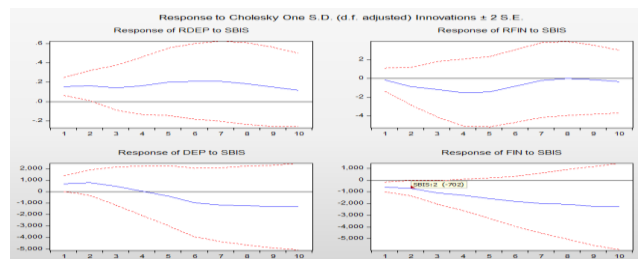 Response to Cholesky One S.D. (d.f. adjusted) Innovations ± 2 S.E.
Response of RDEP to SBIS
.6
.4
.2
.0
-.2
1 2 3 4 5 6 7 8 9 10
Response of RFIN to SBIS
2
0
-2
-4
1 2 3 4 5 6 7 8 9 10
Response of DEP to SBIS
2,000
1,000
0
-1,000
-2,000
-3,000
-4,000
-5,000
1 2 3 4 5 6 7 8 9 10
Response of FIN to SBIS
1,000
0
-1,000
-2,000
-3,000
-4,000
-5,000
SBIS:2 (-702)
1 2 3 4 5 6 7 8 9 10